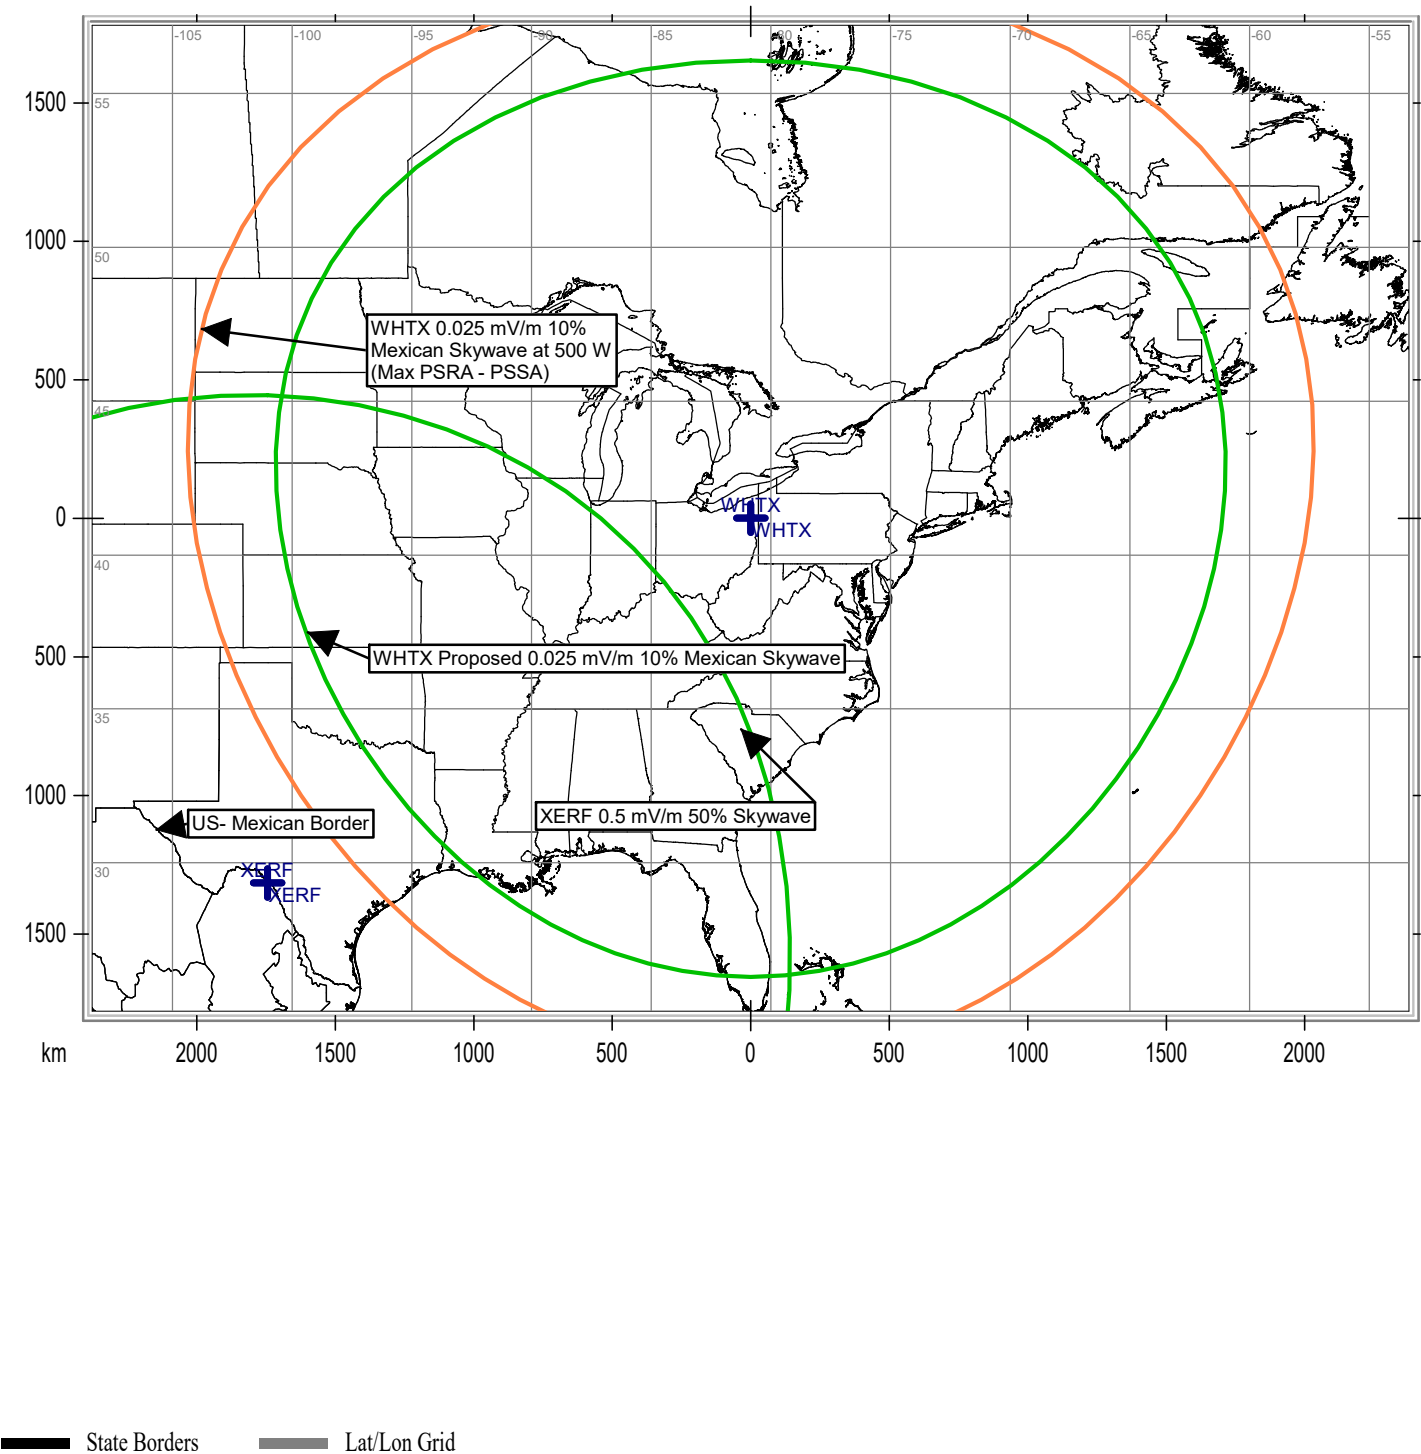 -105 -100 -95 -90 -85 -80 -75 -70 -65 -60 -55
1500
55
1000
50
WHTX 0.025 mV/m 10%
Mexican Skywave at 500 W
(Max PSRA - PSSA)
500
45
WHTX
0
WHTX
40
500
WHTX Proposed 0.025 mV/m 10% Mexican Skywave
35
1000
XERF 0.5 mV/m 50% Skywave
US- Mexican Border
30
XERF
XERF
1500
km 2000 1500 1000 500 0 500 1000 1500 2000
State Borders Lat/Lon Grid